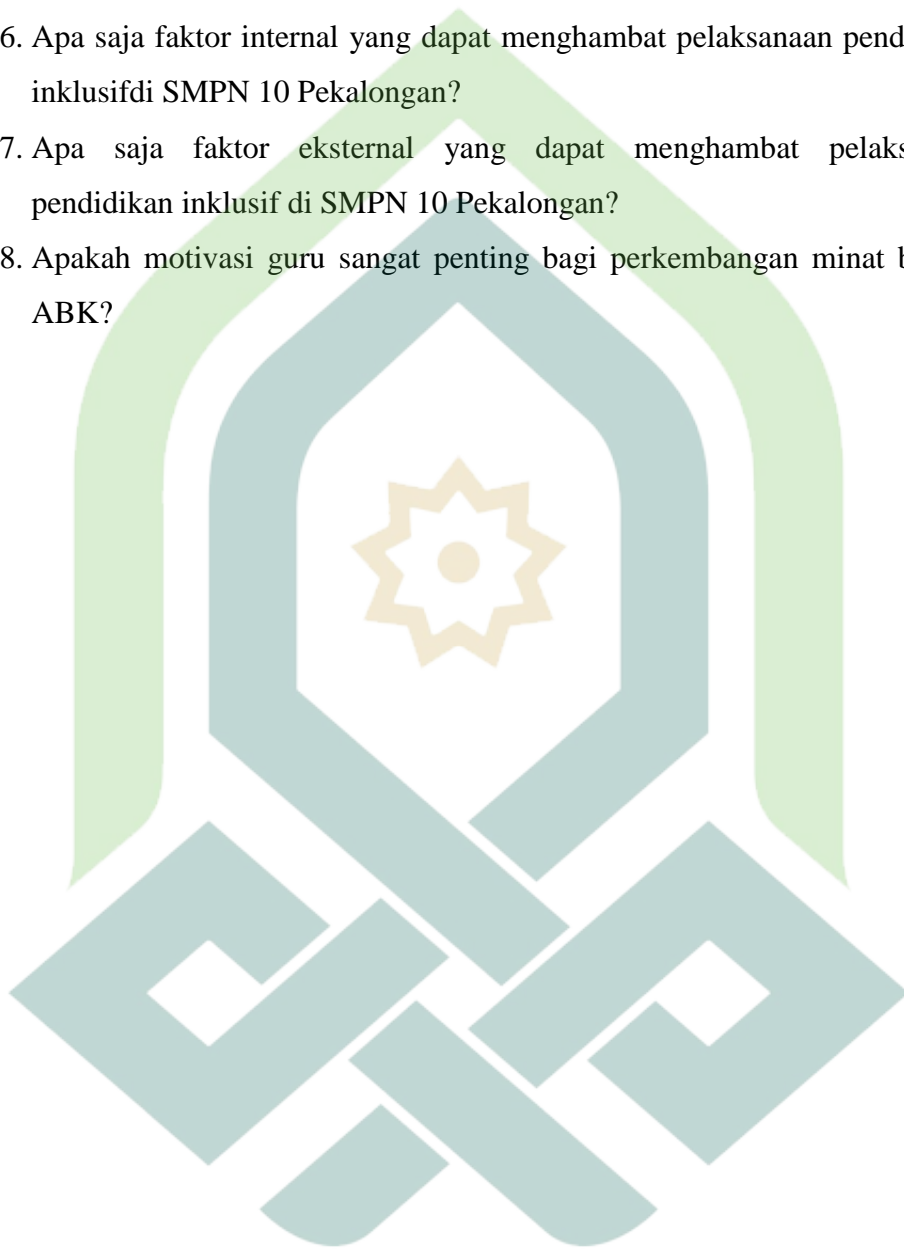 6. Apa saja faktor internal yang dapat menghambat pelaksanaan pend
inklusifdi SMPN 10 Pekalongan?
7. Apa saja faktor eksternal yang dapat menghambat pelaks
pendidikan inklusif di SMPN 10 Pekalongan?
8. Apakah motivasi guru sangat penting bagi perkembangan minat b
ABK?